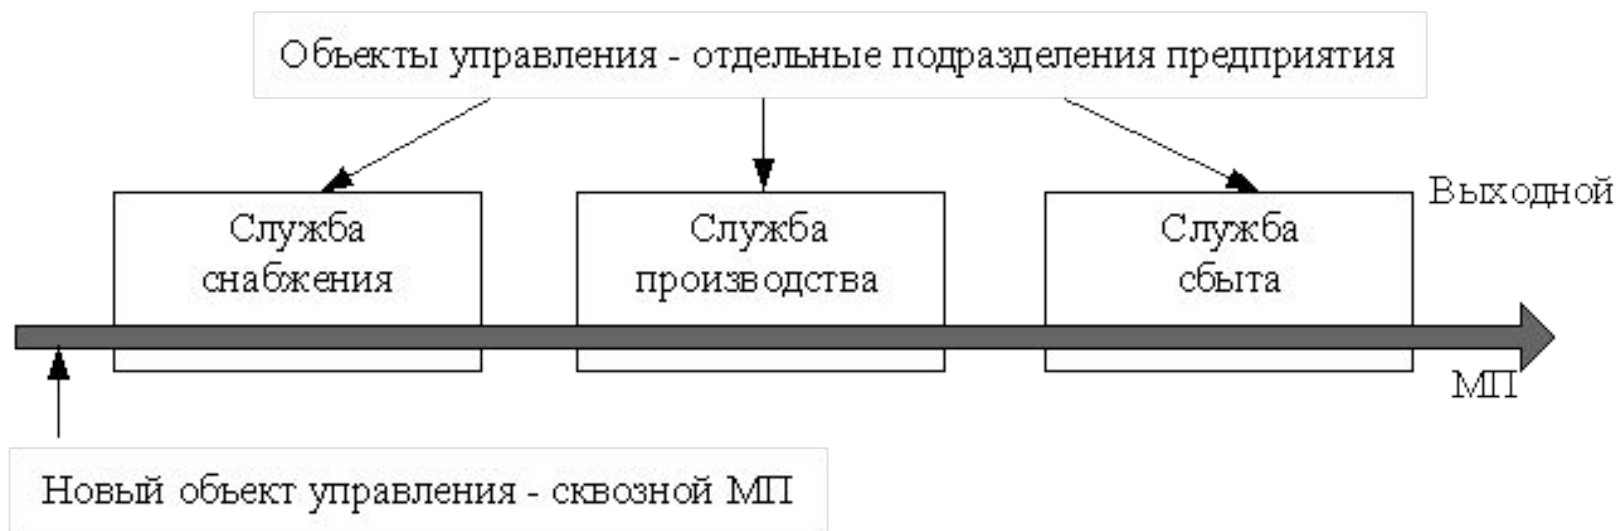 Объекты управления - отдельные подразделения предприятия
Служба
снабжения
Служба
производства
Служба
сбыта
Выходной
МП
Новый объект управления - сквозной МП